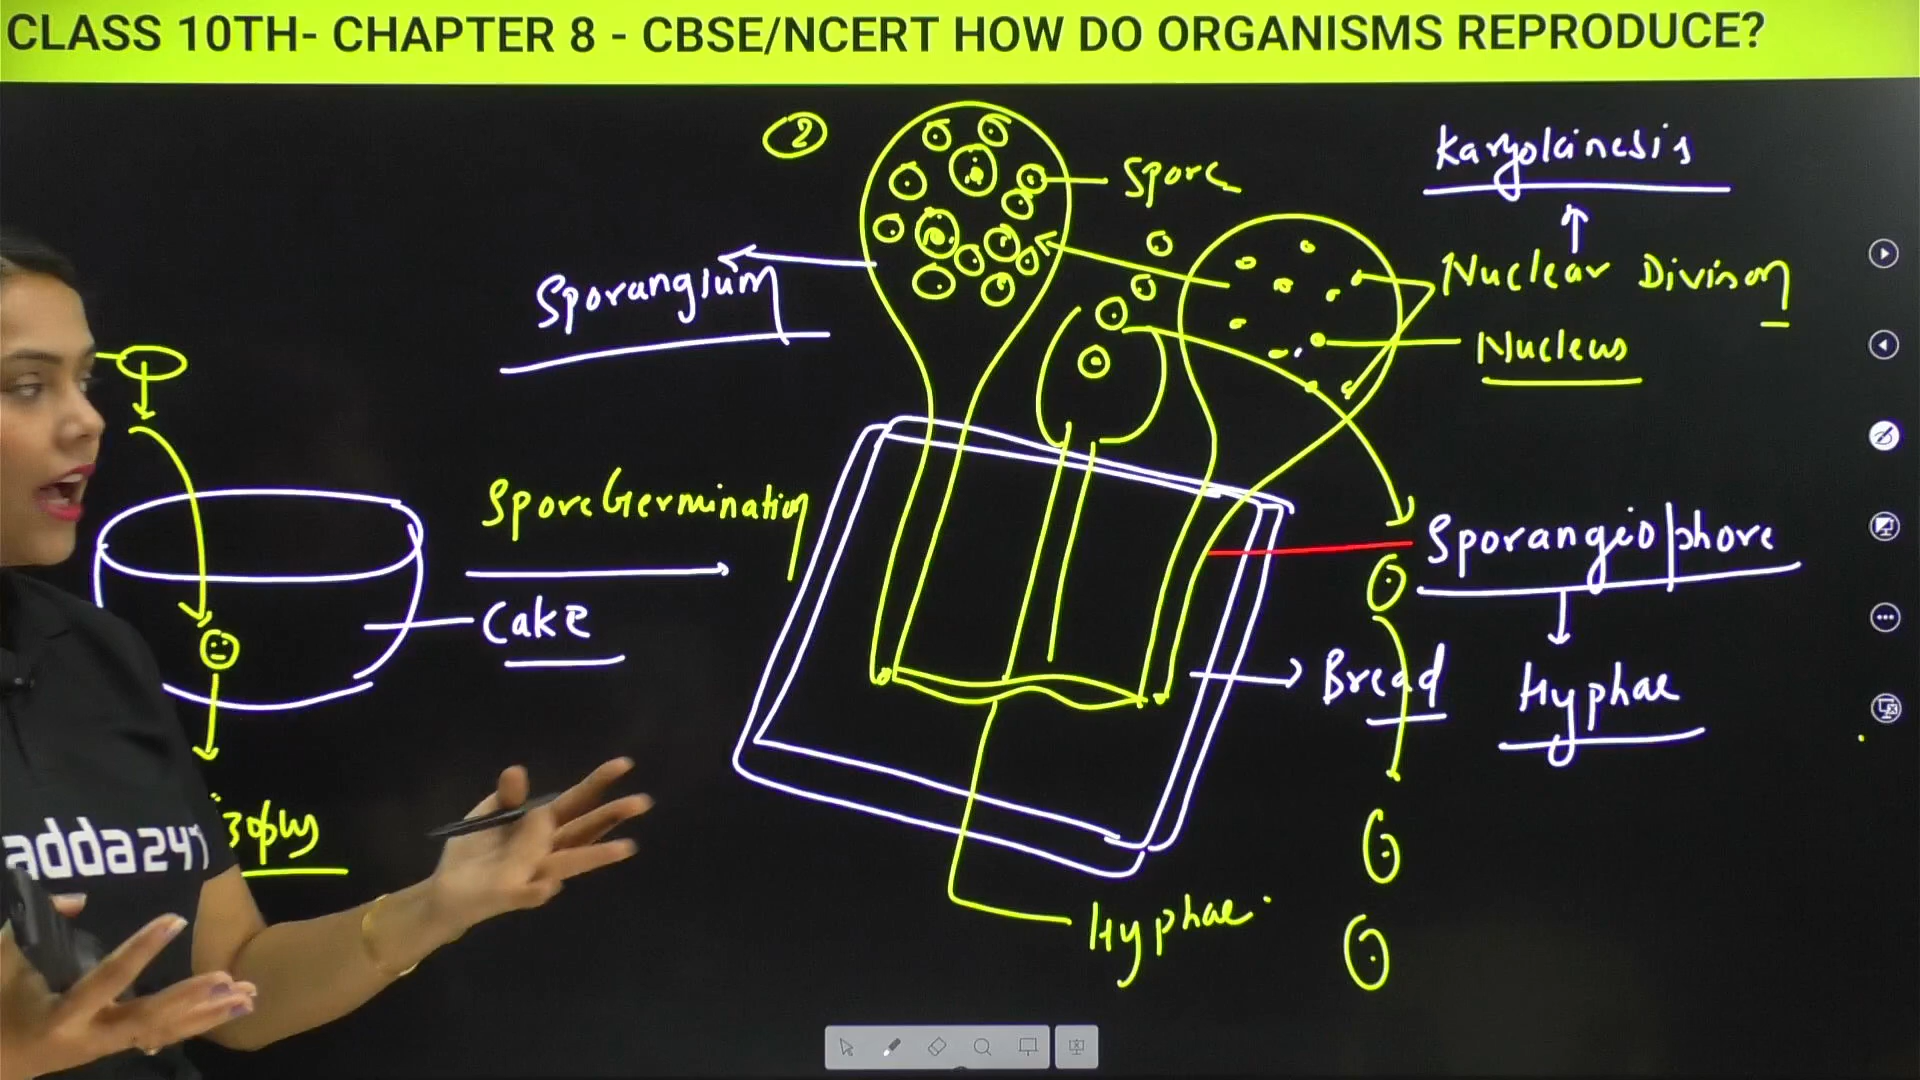 CLASS 10TH- CHAPTER 8 - CBSE/NCERT HOW DO ORGANISMS REPRODUCE?
2
Karyokinesis
Spore
Nuclear Divison
Sporangium
Nucleus
Spore Germination
Sporangiophore
Cake
Bread
Hyphae
adda247
Hyphae